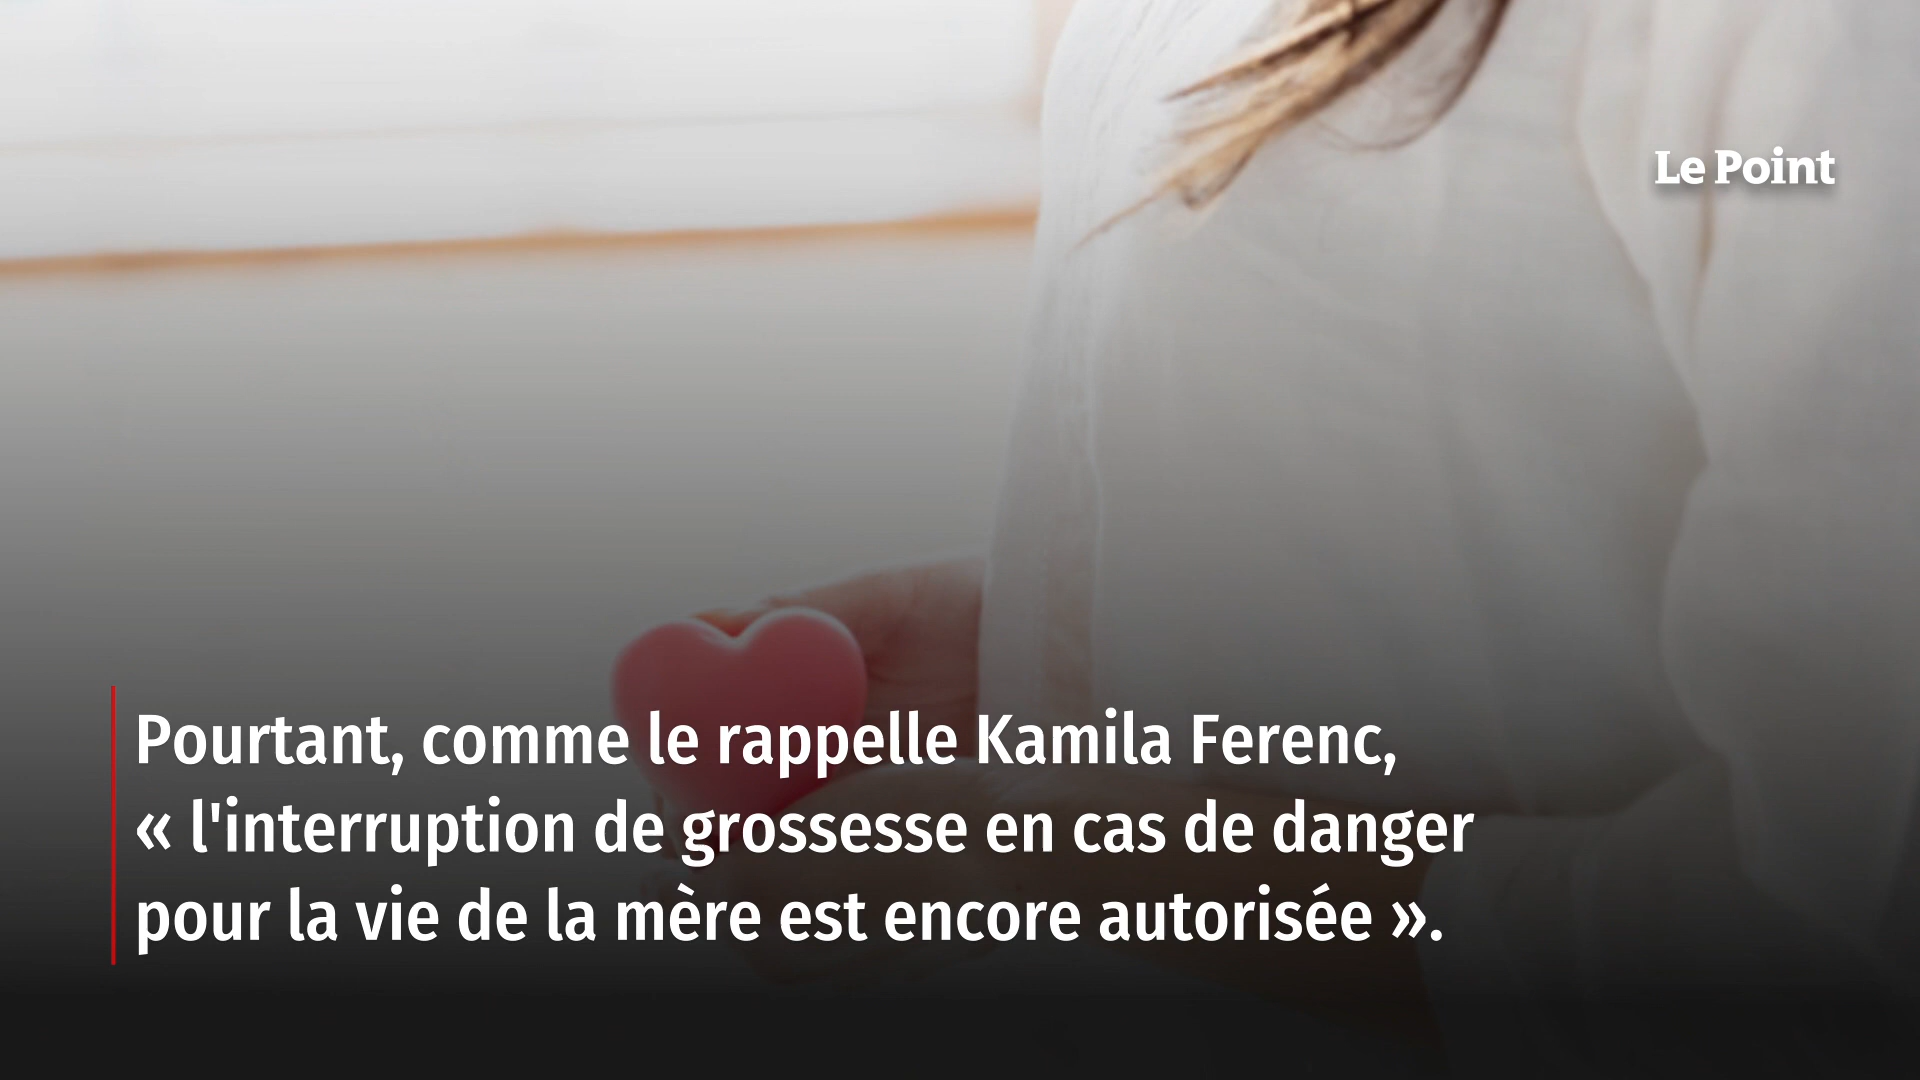 Le Point
Pourtant, comme le rappelle Kamila Ferenc,
« l'interruption de grossesse en cas de danger
pour la vie de la mère est encore autorisée ».